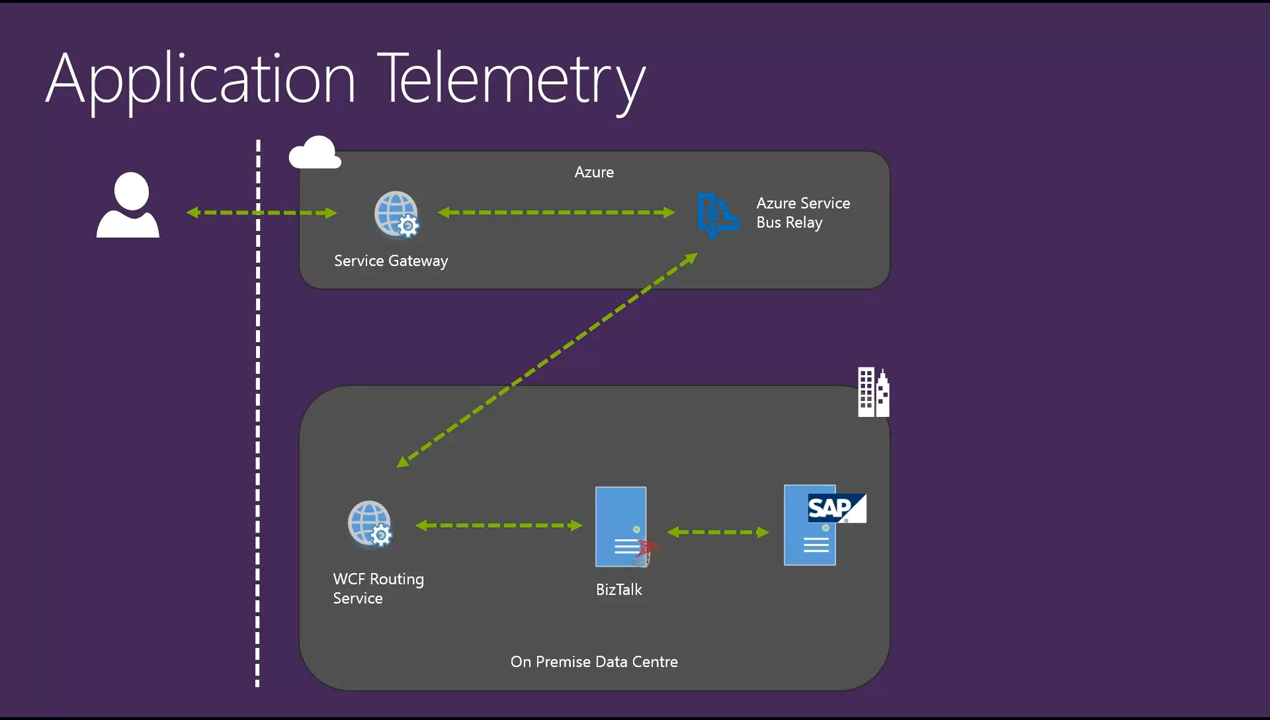 Application Telemetry
Azure
Azure Service
Bus Relay
Service Gateway
SAP
WCF Routing
Service
BizTalk
On Premise Data Centre